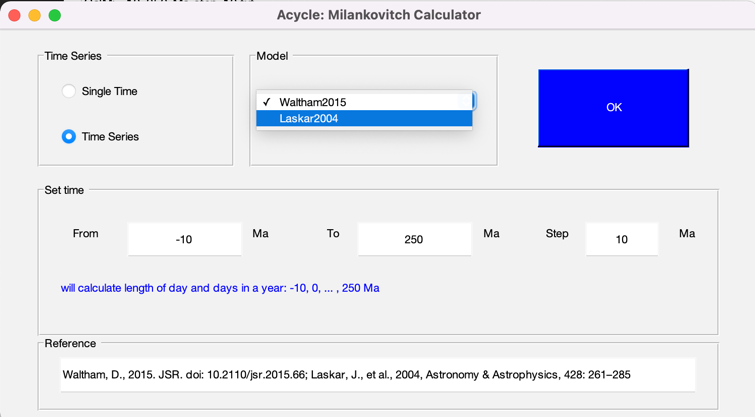 Acycle: Milankovitch Calculator
Time Series
Model
Single Time
Time Series
✓ Waltham2015
Laskar2004
OK
Set time
From -10 Ma To 250 Ma Step 10 Ma
will calculate length of day and days in a year: -10, 0, ... , 250 Ma
Reference
Waltham, D., 2015. JSR. doi: 10.2110/jsr.2015.66; Laskar, J., et al., 2004, Astronomy & Astrophysics, 428: 261–285